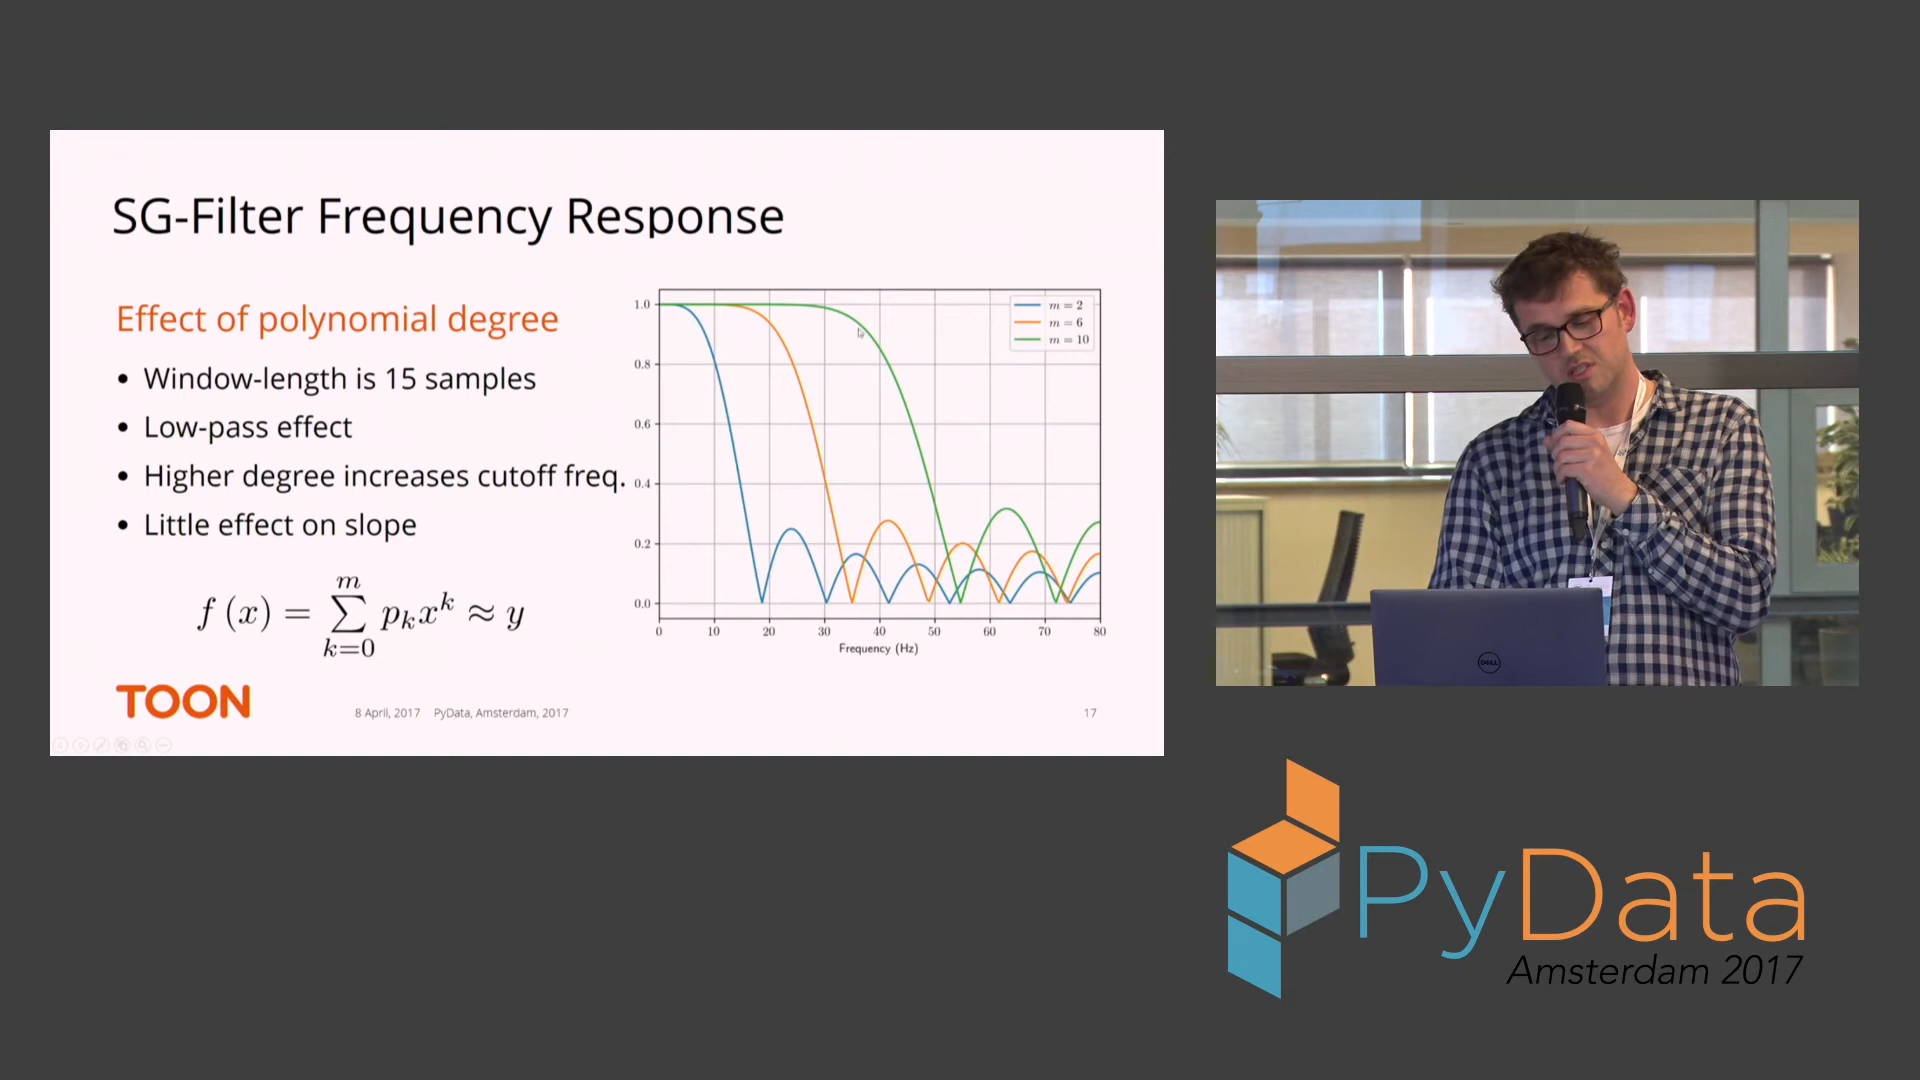 SG-Filter Frequency Response
Effect of polynomial degree
• Window-length is 15 samples
• Low-pass effect
• Higher degree increases cutoff freq.
• Little effect on slope
m
f (x) = ∑ pₖxᵏ ≈ y
k=0
1.0
0.8
0.6
0.4
0.2
0.0
0 10 20 30 40 50 60 70 80
Frequency (Hz)
m = 2
m = 6
m = 10
TOON
8 April, 2017 PyData, Amsterdam, 2017
17
DELL
PyData
Amsterdam 2017